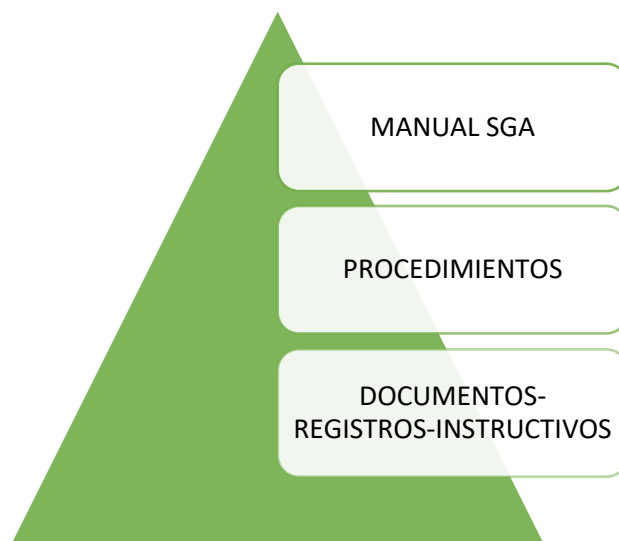 MANUAL SGA
PROCEDIMIENTOS
DOCUMENTOS-
REGISTROS-INSTRUCTIVOS